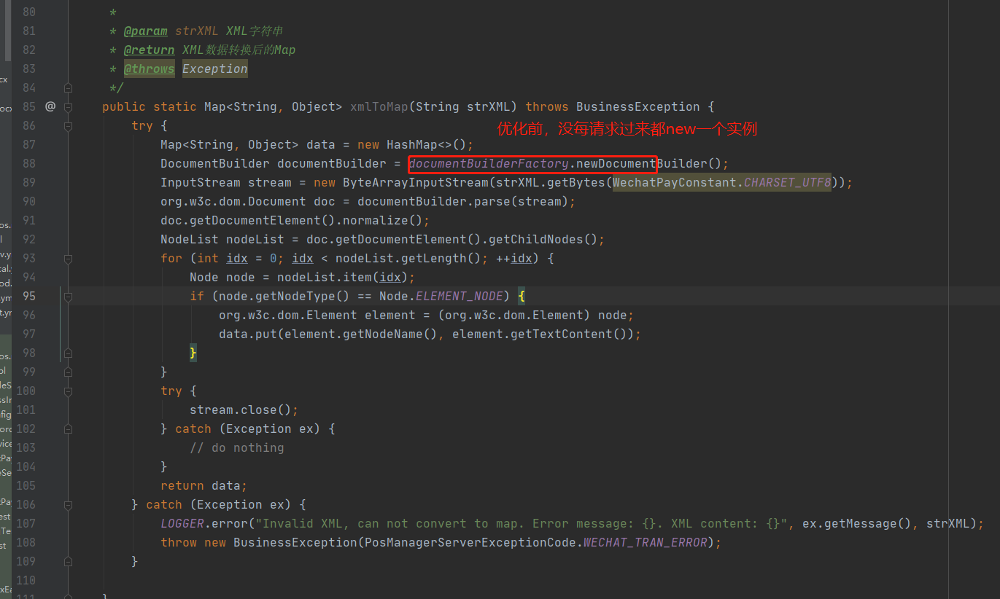 80 *
81 * @param strXML XML字符串
82 * @return XML数据转换后的Map
83 * @throws Exception
84 */
85 @ public static Map<String, Object> xmlToMap(String strXML) throws BusinessException {
86 try {
优化前，没每请求过来都new一个实例
87 Map<String, Object> data = new HashMap<>();
88 DocumentBuilder documentBuilder = documentBuilderFactory.newDocumentBuilder();
89 InputStream stream = new ByteArrayInputStream(strXML.getBytes(WechatPayConstant.CHARSET_UTF8));
90 org.w3c.dom.Document doc = documentBuilder.parse(stream);
91 doc.getDocumentElement().normalize();
92 NodeList nodeList = doc.getDocumentElement().getChildNodes();
93 for (int idx = 0; idx < nodeList.getLength(); ++idx) {
94 Node node = nodeList.item(idx);
95 if (node.getNodeType() == Node.ELEMENT_NODE) {
96 org.w3c.dom.Element element = (org.w3c.dom.Element) node;
97 data.put(element.getNodeName(), element.getTextContent());
98 }
99 }
100 try {
101 stream.close();
102 } catch (Exception ex) {
103 // do nothing
104 }
105 return data;
106 } catch (Exception ex) {
107 LOGGER.error("Invalid XML, can not convert to map. Error message: {}. XML content: {}", ex.getMessage(), strXML);
108 throw new BusinessException(PosManagerServerExceptionCode.WECHAT_TRAN_ERROR);
109 }
110